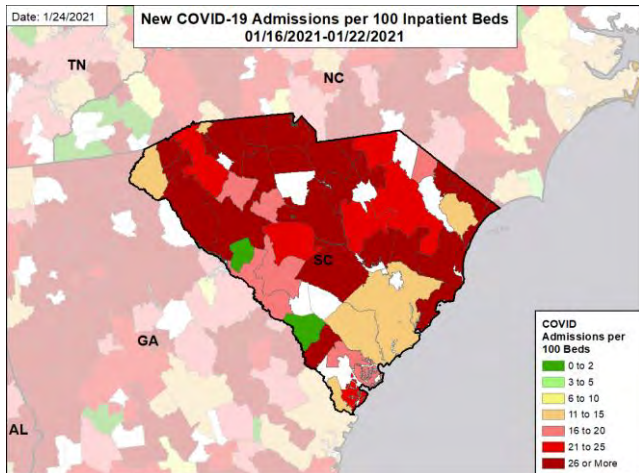 Date: 1/24/2021
New COVID-19 Admissions per 100 Inpatient Beds
01/16/2021-01/22/2021
TN
NC
SC
GA
AL
COVID
Admissions per
100 Beds
0 to 2
3 to 5
6 to 10
11 to 15
16 to 20
21 to 25
26 or More